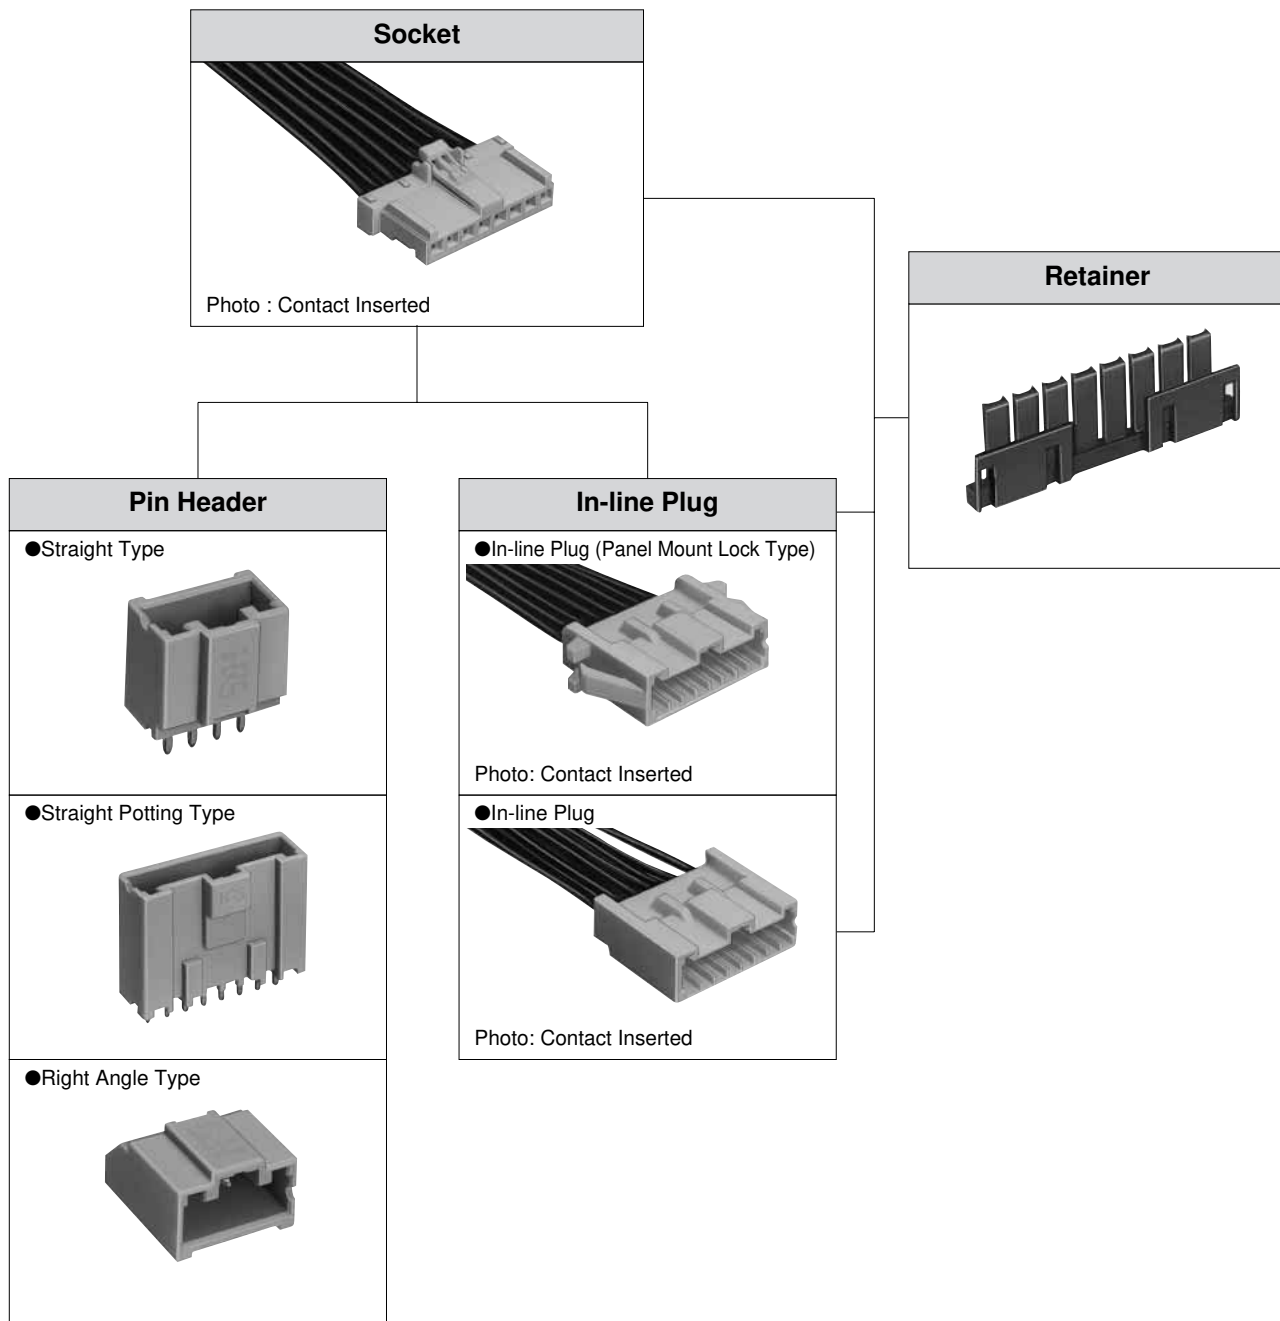 Socket
Photo : Contact Inserted
Retainer
Pin Header
●Straight Type
●Straight Potting Type
●Right Angle Type
In-line Plug
●In-line Plug (Panel Mount Lock Type)
Photo: Contact Inserted
●In-line Plug
Photo: Contact Inserted